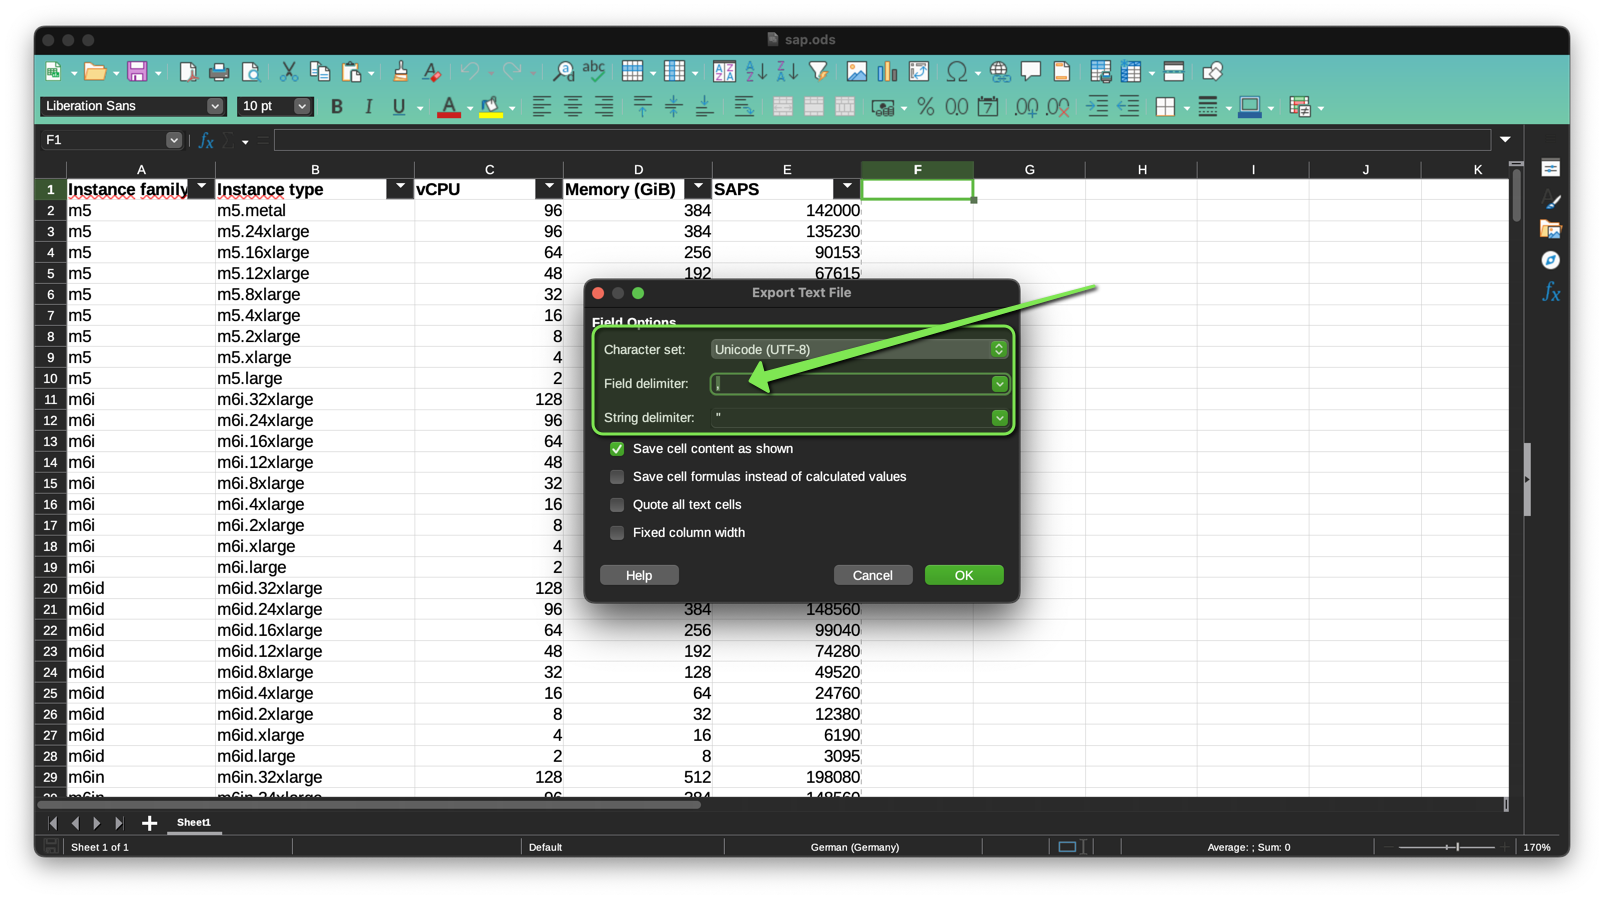 sap.ods
Liberation Sans 10 pt B I U A
F1
A B C D E F G H I J K
1 Instance family Instance type vCPU Memory (GiB) SAPS
2 m5 m5.metal 96 384 142000
3 m5 m5.24xlarge 96 384 135230
4 m5 m5.16xlarge 64 256 90153
5 m5 m5.12xlarge 48 192 67615
6 m5 m5.8xlarge 32
7 m5 m5.4xlarge 16
8 m5 m5.2xlarge 8
9 m5 m5.xlarge 4
10 m5 m5.large 2
11 m6i m6i.32xlarge 128
12 m6i m6i.24xlarge 96
13 m6i m6i.16xlarge 64
14 m6i m6i.12xlarge 48
15 m6i m6i.8xlarge 32
16 m6i m6i.4xlarge 16
17 m6i m6i.2xlarge 8
18 m6i m6i.xlarge 4
19 m6i m6i.large 2
20 m6id m6id.32xlarge 128
21 m6id m6id.24xlarge 96 384 148560
22 m6id m6id.16xlarge 64 256 99040
23 m6id m6id.12xlarge 48 192 74280
24 m6id m6id.8xlarge 32 128 49520
25 m6id m6id.4xlarge 16 64 24760
26 m6id m6id.2xlarge 8 32 12380
27 m6id m6id.xlarge 4 16 6190
28 m6id m6id.large 2 8 3095
29 m6in m6in.32xlarge 128 512 198080
30 m6in m6in.24xlarge 96 384 148560
Export Text File
Field Options
Character set: Unicode (UTF-8)
Field delimiter: ,
String delimiter: "
Save cell content as shown
Save cell formulas instead of calculated values
Quote all text cells
Fixed column width
Help Cancel OK
Sheet1
Sheet 1 of 1 Default German (Germany) Average: ; Sum: 0 170%